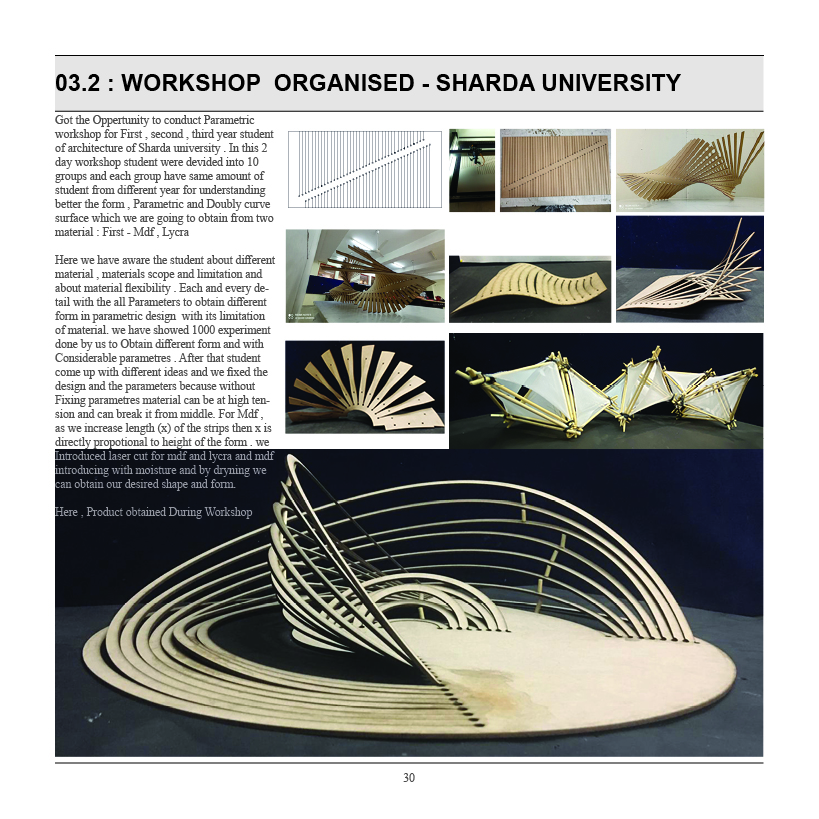 03.2 : WORKSHOP  ORGANISED - SHARDA UNIVERSITY
Got the Oppertunity to conduct Parametric
workshop for First , second , third year student
of architecture of Sharda university . In this 2
day workshop student were devided into 10
groups and each group have same amount of
student from different year for understanding
better the form , Parametric and Doubly curve
surface which we are going to obtain from two
material : First - Mdf , Lycra
Here we have aware the student about different
material , materials scope and limitation and
about material flexibility . Each and every de-
tail with the all Parameters to obtain different
form in parametric design  with its limitation
of material. we have showed 1000 experiment
done by us to Obtain different form and with
Considerable parametres . After that student
come up with different ideas and we fixed the
design and the parameters because without
Fixing parametres material can be at high ten-
sion and can break it from middle. For Mdf ,
as we increase length (x) of the strips then x is
directly propotional to height of the form . we
Introduced laser cut for mdf and lycra and mdf
introducing with moisture and by dryning we
can obtain our desired shape and form.
Here , Product obtained During Workshop
30